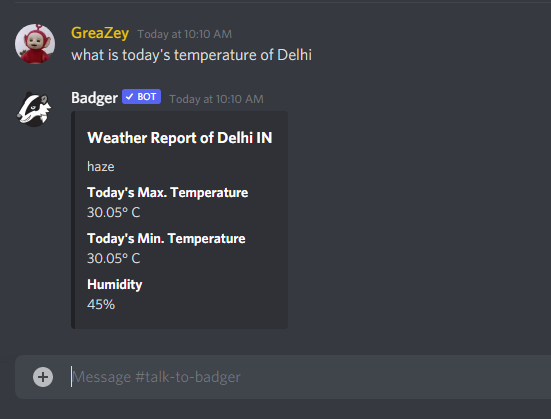 GreaZey Today at 10:10 AM
what is today's temperature of Delhi
Badger ✓ BOT Today at 10:10 AM
Weather Report of Delhi IN
haze
Today's Max. Temperature
30.05° C
Today's Min. Temperature
30.05° C
Humidity
45%
Message #talk-to-badger